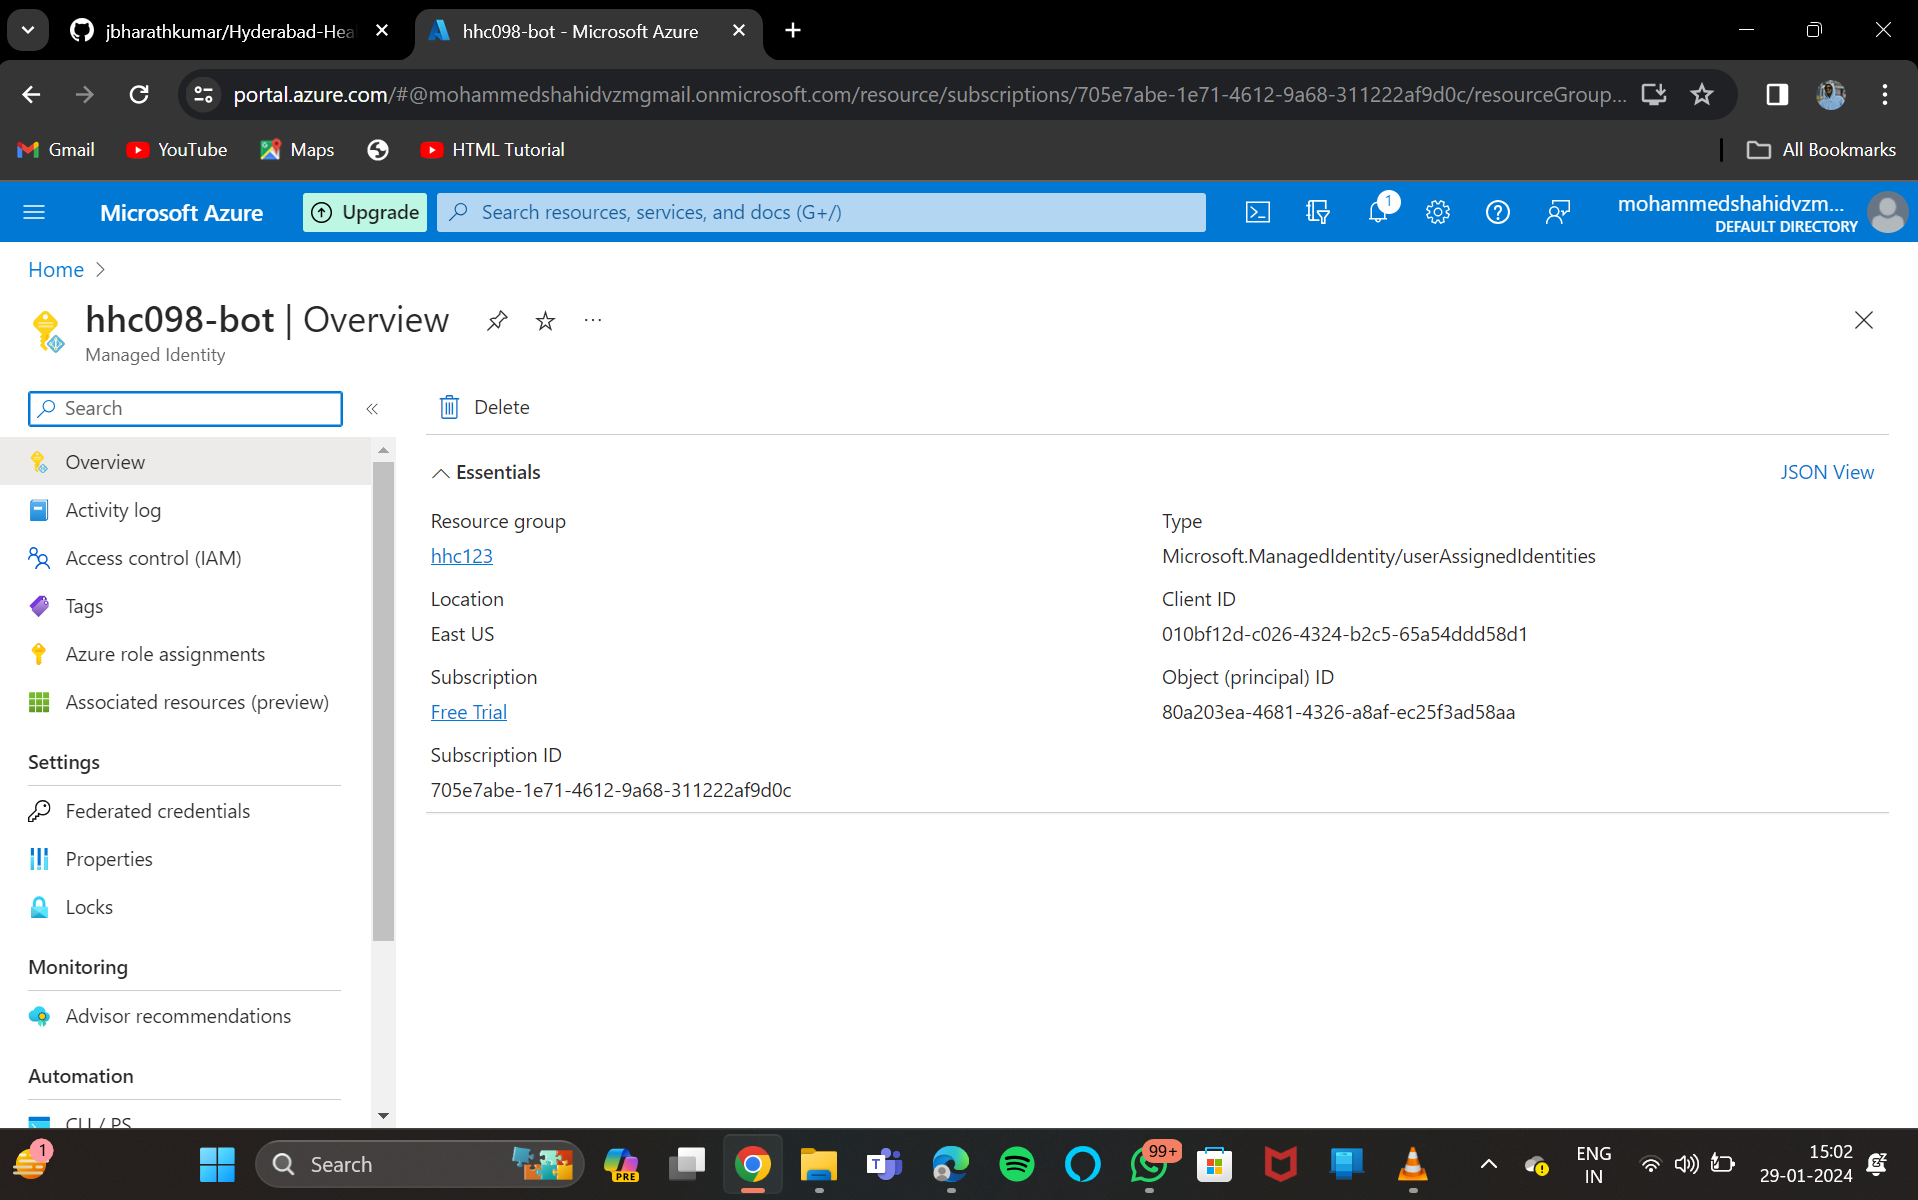 jbharathkumar/Hyderabad-Heal
hhc098-bot - Microsoft Azure
portal.azure.com/#@mohammedshahidvzmgmail.onmicrosoft.com/resource/subscriptions/705e7abe-1e71-4612-9a68-311222af9d0c/resourceGroup...
Gmail
YouTube
Maps
HTML Tutorial
All Bookmarks
Microsoft Azure
Upgrade
Search resources, services, and docs (G+/)
1
mohammedshahidvzm...
DEFAULT DIRECTORY
Home
hhc098-bot | Overview
Managed Identity
Search
Delete
Overview
Activity log
Access control (IAM)
Tags
Azure role assignments
Associated resources (preview)
Settings
Federated credentials
Properties
Locks
Monitoring
Advisor recommendations
Automation
CLI / PS
Essentials
JSON View
Resource group
hhc123
Location
East US
Subscription
Free Trial
Subscription ID
705e7abe-1e71-4612-9a68-311222af9d0c
Type
Microsoft.ManagedIdentity/userAssignedIdentities
Client ID
010bf12d-c026-4324-b2c5-65a54ddd58d1
Object (principal) ID
80a203ea-4681-4326-a8af-ec25f3ad58aa
1
Search
PRE
99+
ENG
IN
15:02
29-01-2024